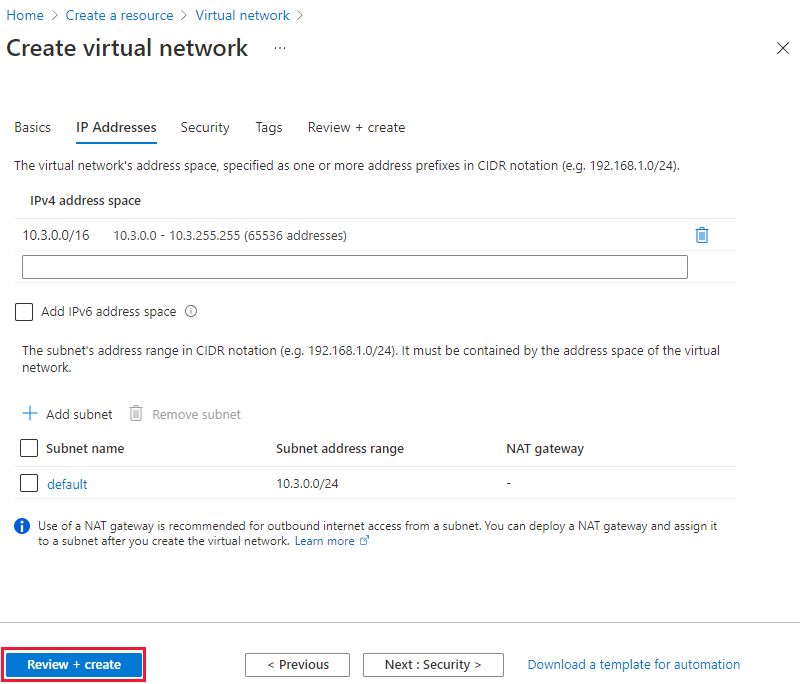 Home > Create a resource > Virtual network >
Create virtual network ...
Basics IP Addresses Security Tags Review + create
The virtual network's address space, specified as one or more address prefixes in CIDR notation (e.g. 192.168.1.0/24).
IPv4 address space
10.3.0.0/16 10.3.0.0 - 10.3.255.255 (65536 addresses)
Add IPv6 address space
The subnet's address range in CIDR notation (e.g. 192.168.1.0/24). It must be contained by the address space of the virtual
network.
+ Add subnet Remove subnet
Subnet name Subnet address range NAT gateway
default 10.3.0.0/24 -
Use of a NAT gateway is recommended for outbound internet access from a subnet. You can deploy a NAT gateway and assign it
to a subnet after you create the virtual network. Learn more
Review + create < Previous Next : Security > Download a template for automation